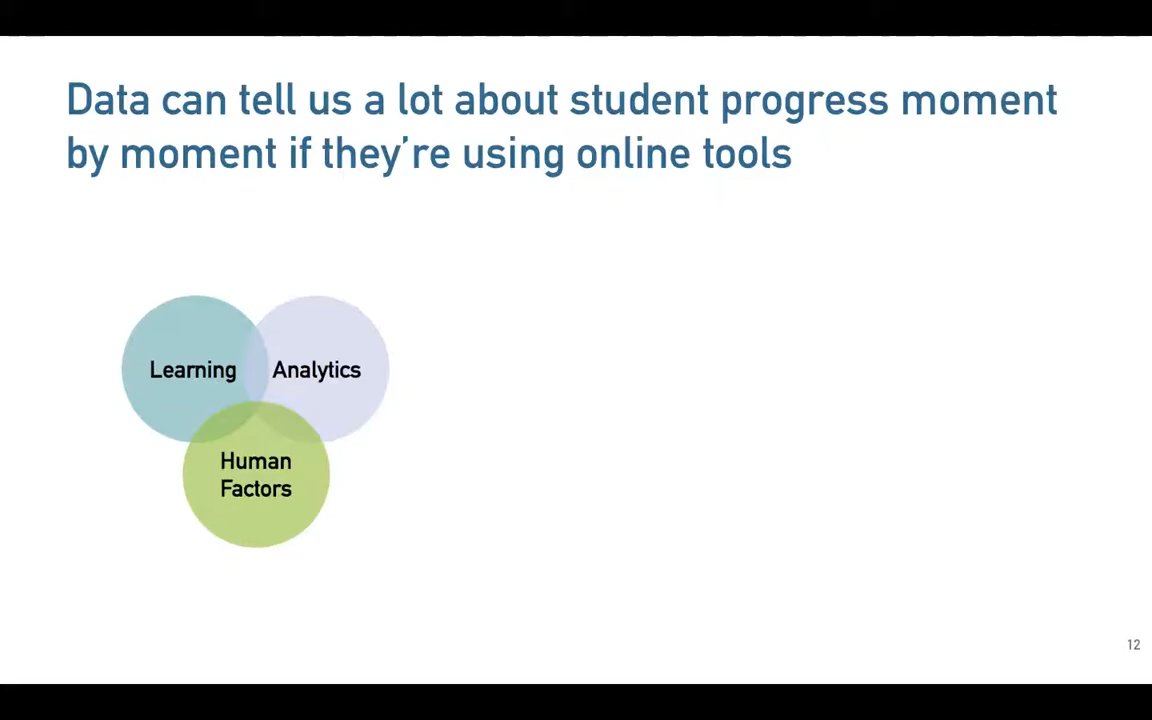 Data can tell us a lot about student progress moment
by moment if they’re using online tools
Learning
Analytics
Human
Factors
12